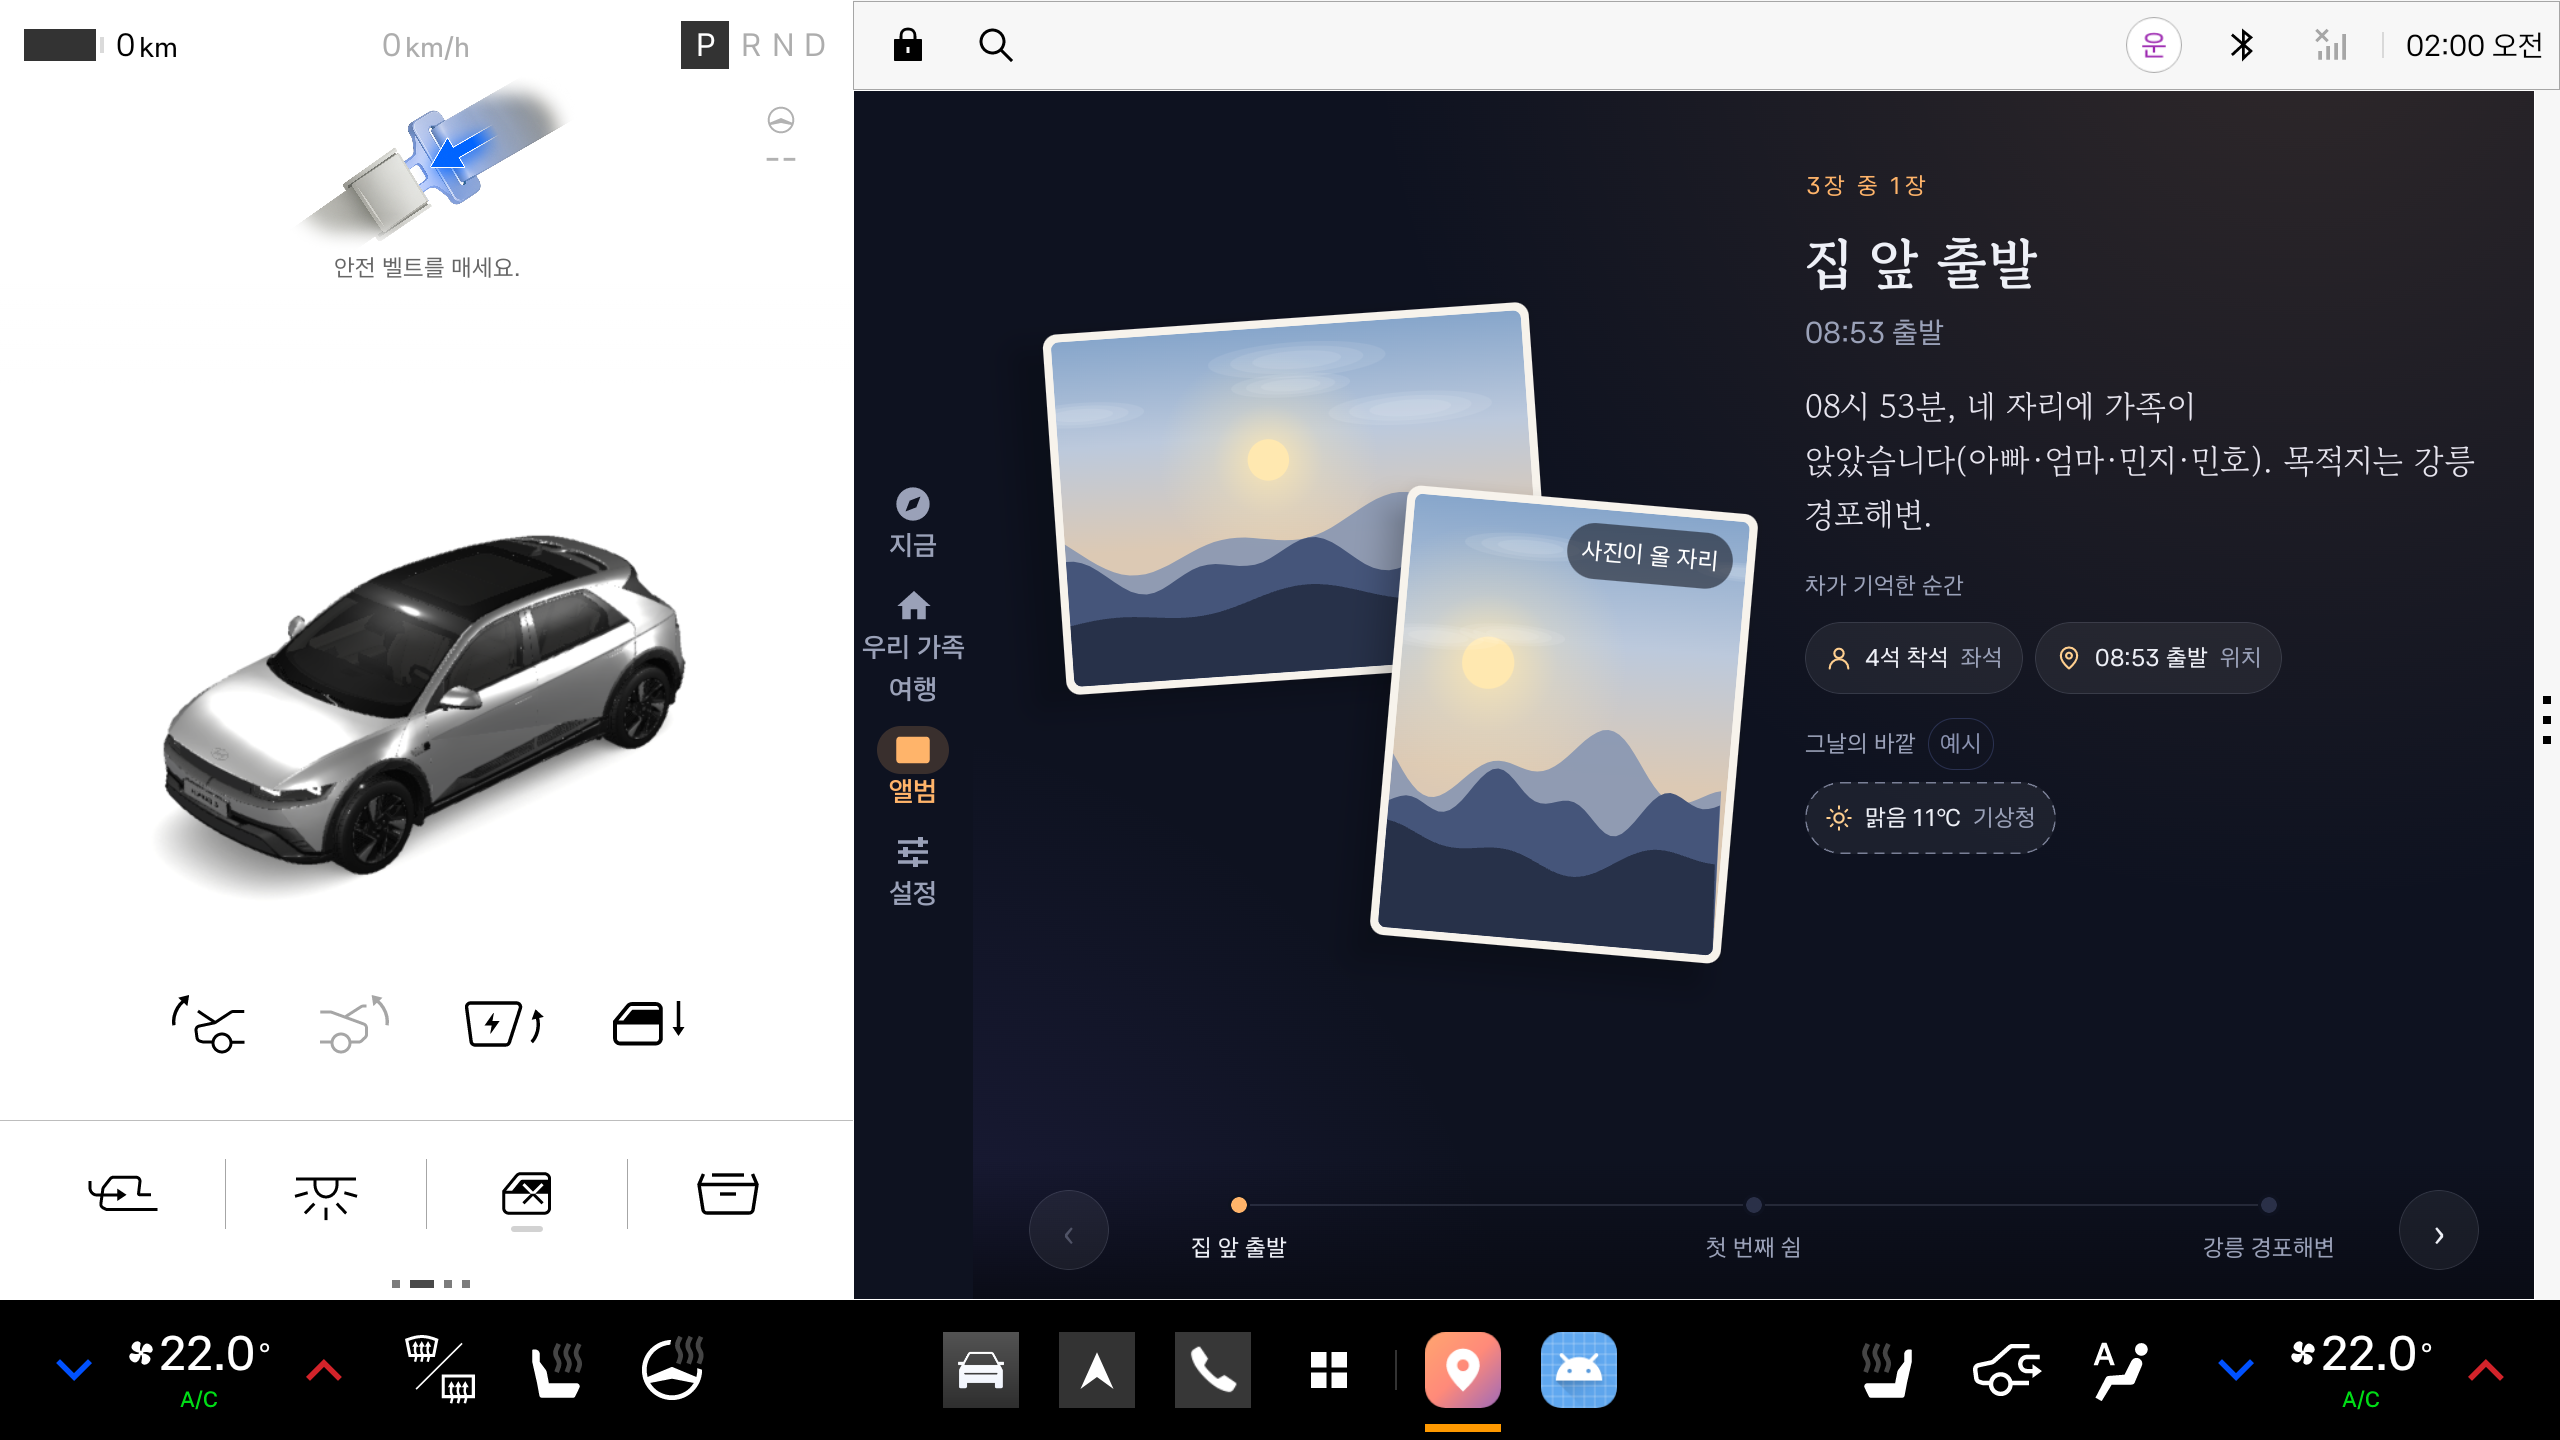 0 km
0 km/h
P R N D
운
02:00 오전
안전 벨트를 매세요.
3장 중 1장
집 앞 출발
08:53 출발
08시 53분, 네 자리에 가족이
앉았습니다(아빠·엄마·민지·민호). 목적지는 강릉
경포해변.
사진이 올 자리
차가 기억한 순간
4석 착석 좌석
08:53 출발 위치
그날의 바깥 예시
맑음 11°C 기상청
지금
우리 가족
여행
앨범
설정
집 앞 출발
첫 번째 쉼
강릉 경포해변
22.0°
A/C
A
22.0°
A/C